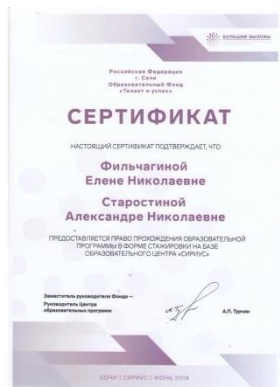 БОЛЬШИЕ ВЫЗОВЫ
Российская Федерация
г. Сочи
Образовательный Фонд
«Талант и успех»
СЕРТИФИКАТ
НАСТОЯЩИЙ СЕРТИФИКАТ ПОДТВЕРЖДАЕТ, ЧТО
Фильчагиной
Елене Николаевне
Старостиной
Александре Николаевне
ПРЕДОСТАВЛЯЕТСЯ ПРАВО ПРОХОЖДЕНИЯ ОБРАЗОВАТЕЛЬНОЙ
ПРОГРАММЫ В ФОРМЕ СТАЖИРОВКИ НА БАЗЕ
ОБРАЗОВАТЕЛЬНОГО ЦЕНТРА «СИРИУС»
Заместитель руководителя Фонда —
Руководитель Центра
образовательных программ
А.П. Турчин
СОЧИ | СИРИУС | ИЮНЬ 2019